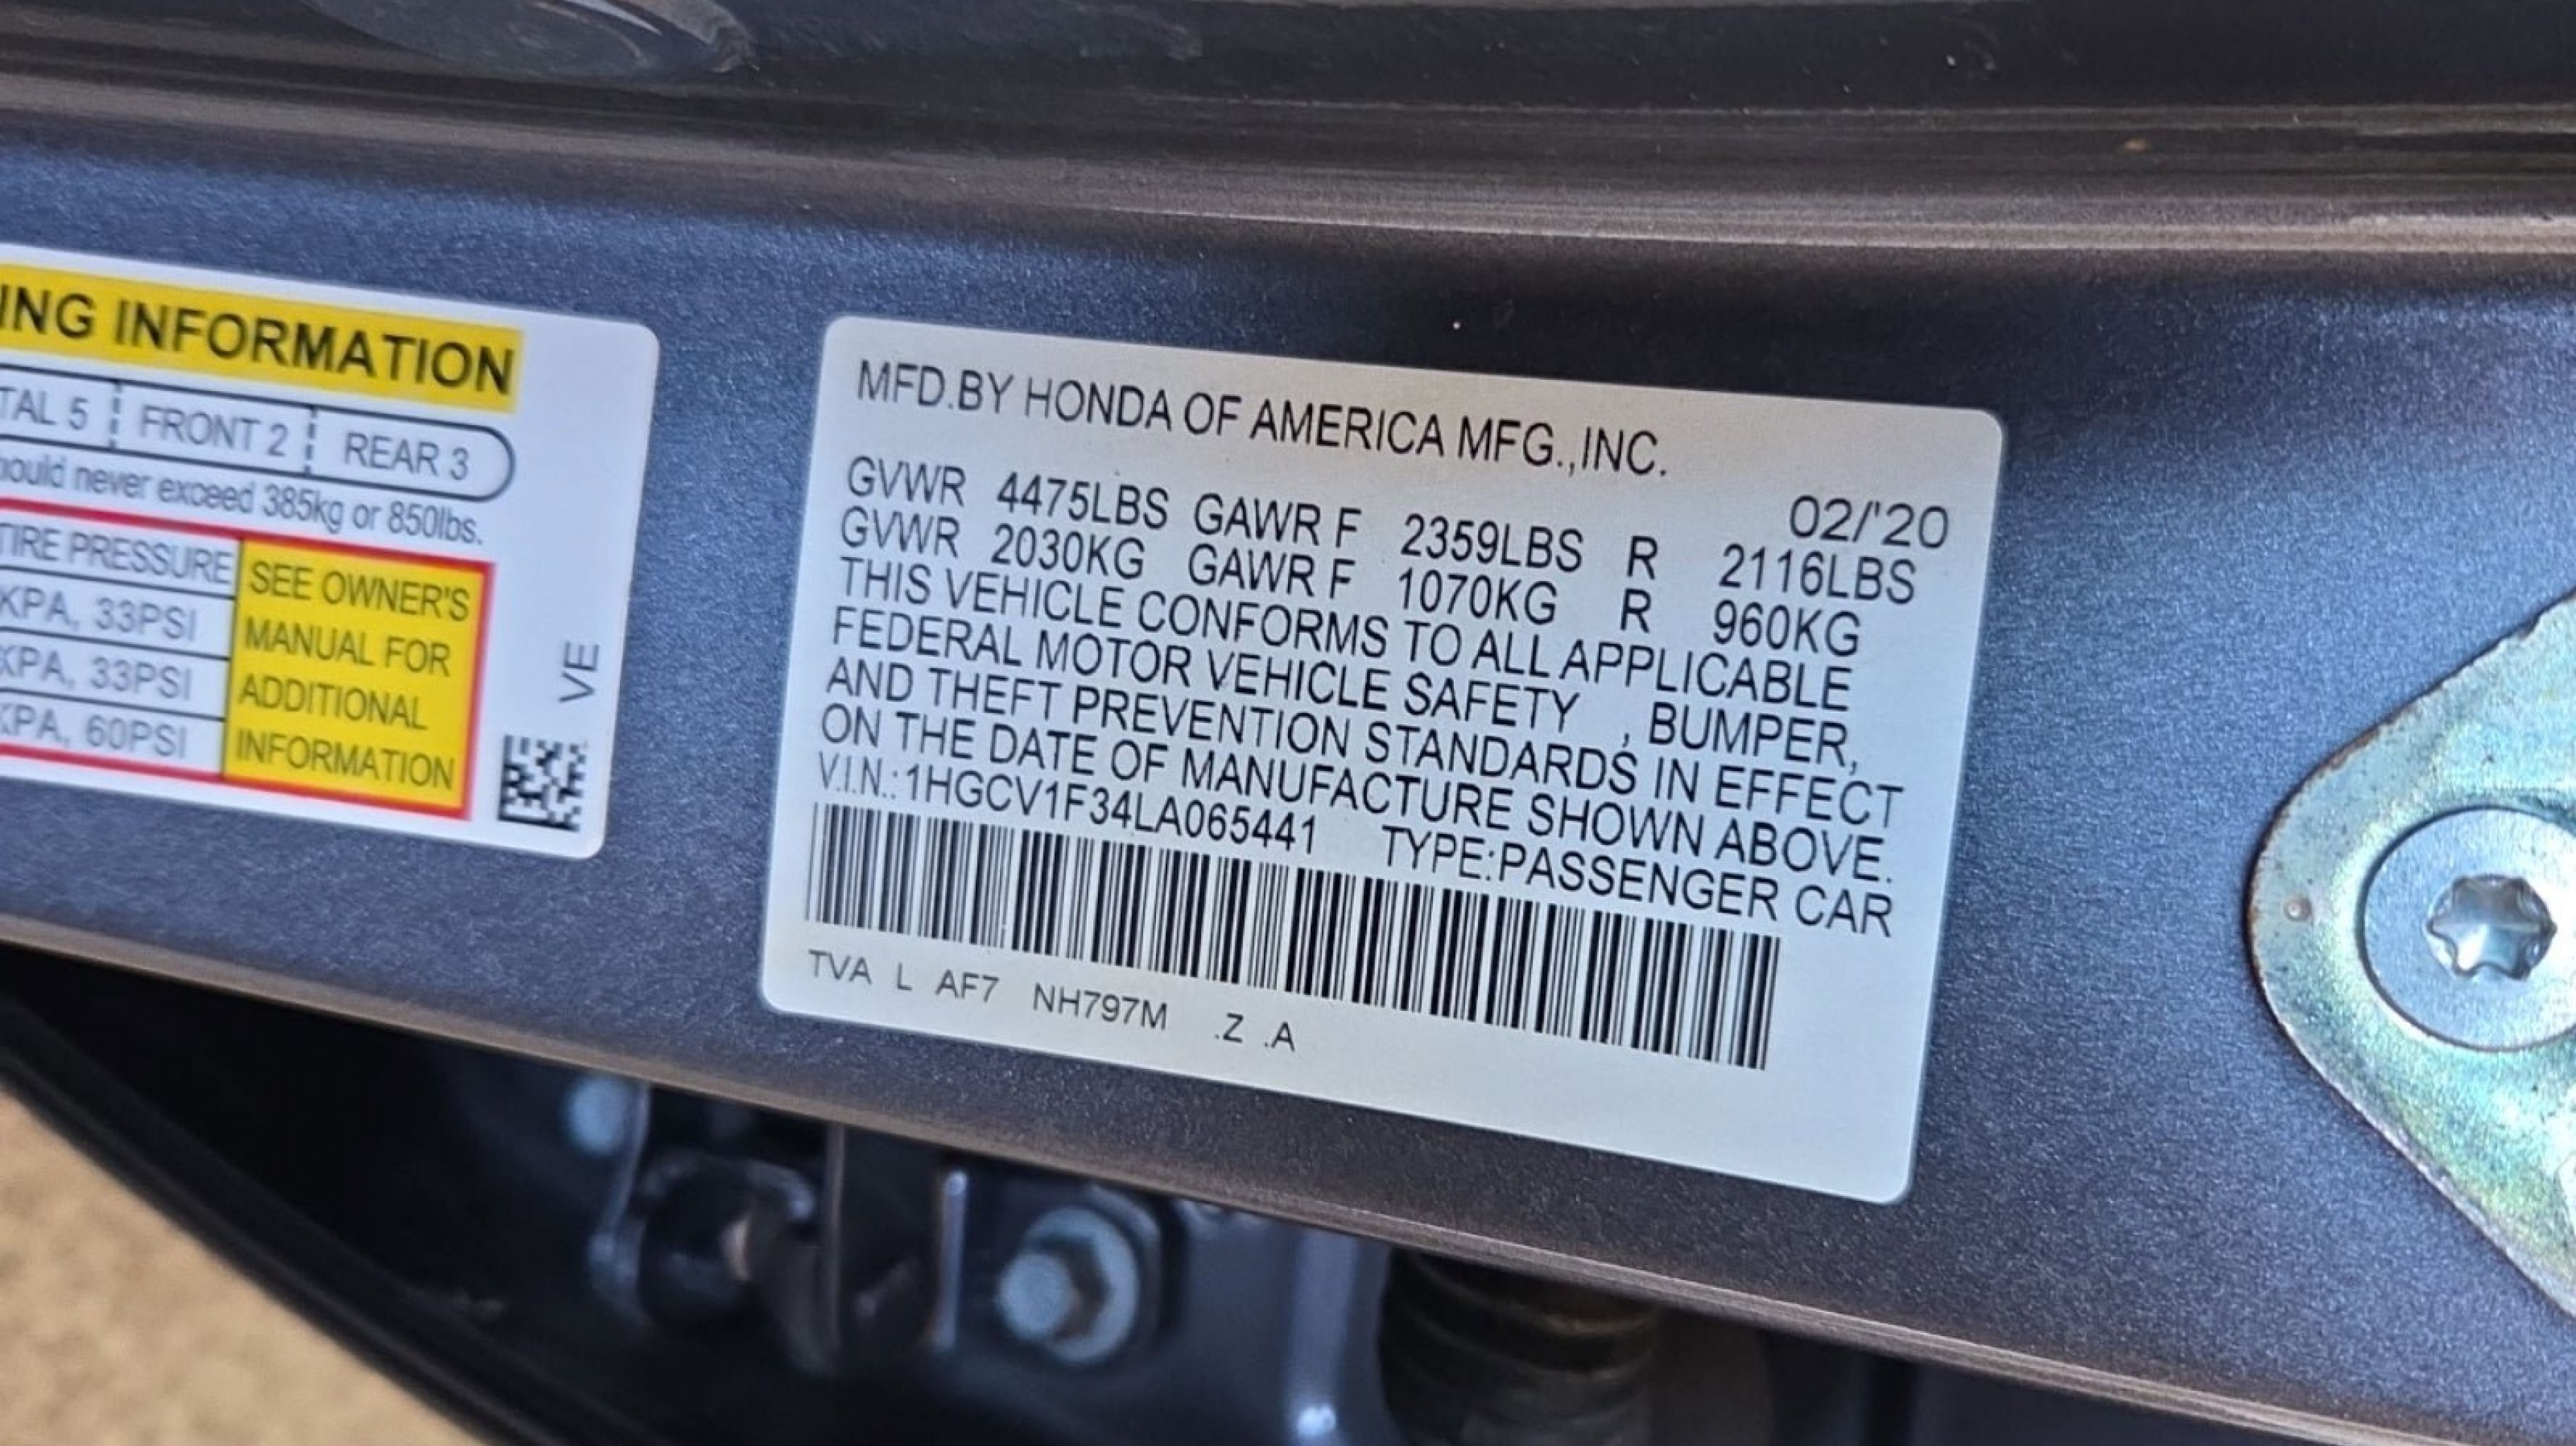 ING INFORMATION
TAL 5 FRONT 2 REAR 3
hould never exceed 385kg or 850lbs.
TIRE PRESSURE
KPA, 33PSI
KPA, 33PSI
KPA, 60PSI
SEE OWNER'S
MANUAL FOR
ADDITIONAL
INFORMATION
VE
MFD.BY HONDA OF AMERICA MFG.,INC.
02/'20
GVWR 4475LBS GAWR F 2359LBS R 2116LBS
GVWR 2030KG GAWR F 1070KG R 960KG
THIS VEHICLE CONFORMS TO ALL APPLICABLE
FEDERAL MOTOR VEHICLE SAFETY , BUMPER,
AND THEFT PREVENTION STANDARDS IN EFFECT
ON THE DATE OF MANUFACTURE SHOWN ABOVE.
V.I.N.: 1HGCV1F34LA065441 TYPE:PASSENGER CAR
TVA L AF7 NH797M .Z .A